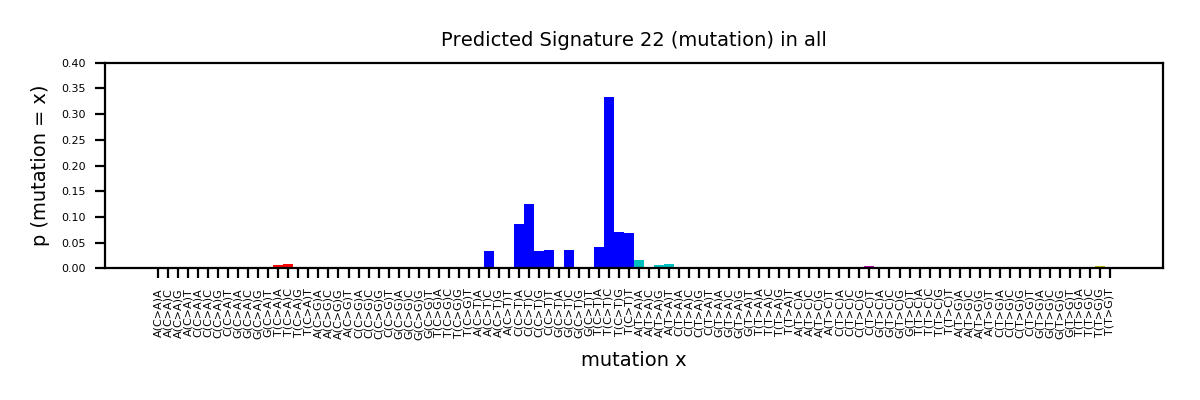 Predicted Signature 22 (mutation) in all
p (mutation = x)
0.40
0.35
0.30
0.25
0.20
0.15
0.10
0.05
0.00
A(C>A)A
A(C>A)C
A(C>A)G
A(C>A)T
C(C>A)A
C(C>A)C
C(C>A)G
C(C>A)T
G(C>A)A
G(C>A)C
G(C>A)G
G(C>A)T
T(C>A)A
T(C>A)C
T(C>A)G
T(C>A)T
A(C>G)A
A(C>G)C
A(C>G)G
A(C>G)T
C(C>G)A
C(C>G)C
C(C>G)G
C(C>G)T
G(C>G)A
G(C>G)C
G(C>G)G
G(C>G)T
T(C>G)A
T(C>G)C
T(C>G)G
T(C>G)T
A(C>T)A
A(C>T)C
A(C>T)G
A(C>T)T
C(C>T)A
C(C>T)C
C(C>T)G
C(C>T)T
G(C>T)A
G(C>T)C
G(C>T)G
G(C>T)T
T(C>T)A
T(C>T)C
T(C>T)G
T(C>T)T
A(T>A)A
A(T>A)C
A(T>A)G
A(T>A)T
C(T>A)A
C(T>A)C
C(T>A)G
C(T>A)T
G(T>A)A
G(T>A)C
G(T>A)G
G(T>A)T
T(T>A)A
T(T>A)C
T(T>A)G
T(T>A)T
A(T>C)A
A(T>C)C
A(T>C)G
A(T>C)T
C(T>C)A
C(T>C)C
C(T>C)G
C(T>C)T
G(T>C)A
G(T>C)C
G(T>C)G
G(T>C)T
T(T>C)A
T(T>C)C
T(T>C)G
T(T>C)T
A(T>G)A
A(T>G)C
A(T>G)G
A(T>G)T
C(T>G)A
C(T>G)C
C(T>G)G
C(T>G)T
G(T>G)A
G(T>G)C
G(T>G)G
G(T>G)T
T(T>G)A
T(T>G)C
T(T>G)G
T(T>G)T
mutation x